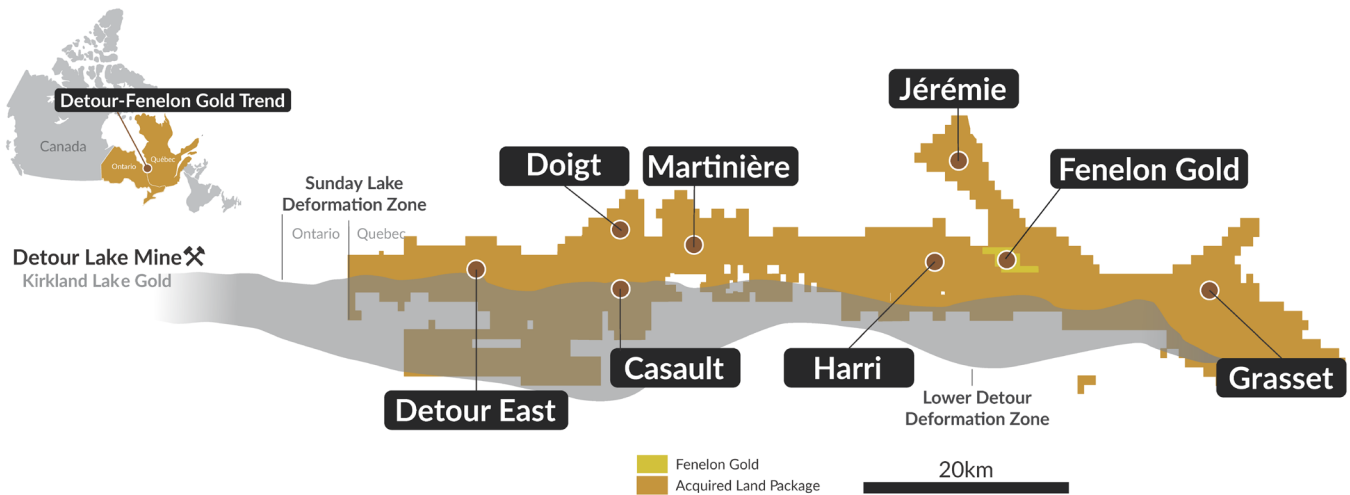 Detour-Fenelon Gold Trend
Canada
Ontario
Québec
Jérémie
Doigt
Martinière
Fenelon Gold
Sunday Lake
Deformation Zone
Ontario
Quebec
Detour Lake Mine
Kirkland Lake Gold
Casault
Harri
Grasset
Detour East
Lower Detour
Deformation Zone
Fenelon Gold
Acquired Land Package
20km